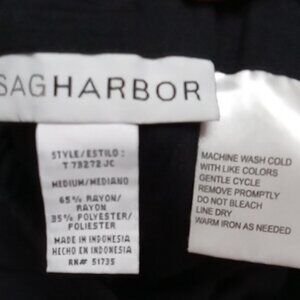 SAGHARBOR
STYLE/ESTILO :
T 73272JC
MEDIUM/MEDIANO
65% RAYON/
RAYON
35% POLYESTER/
POLIESTER
MADE IN INDONESIA
HECHO EN INDONESIA
RN# 51735
MACHINE WASH COLD
WITH LIKE COLORS
GENTLE CYCLE
REMOVE PROMPTLY
DO NOT BLEACH
LINE DRY
WARM IRON AS NEEDED